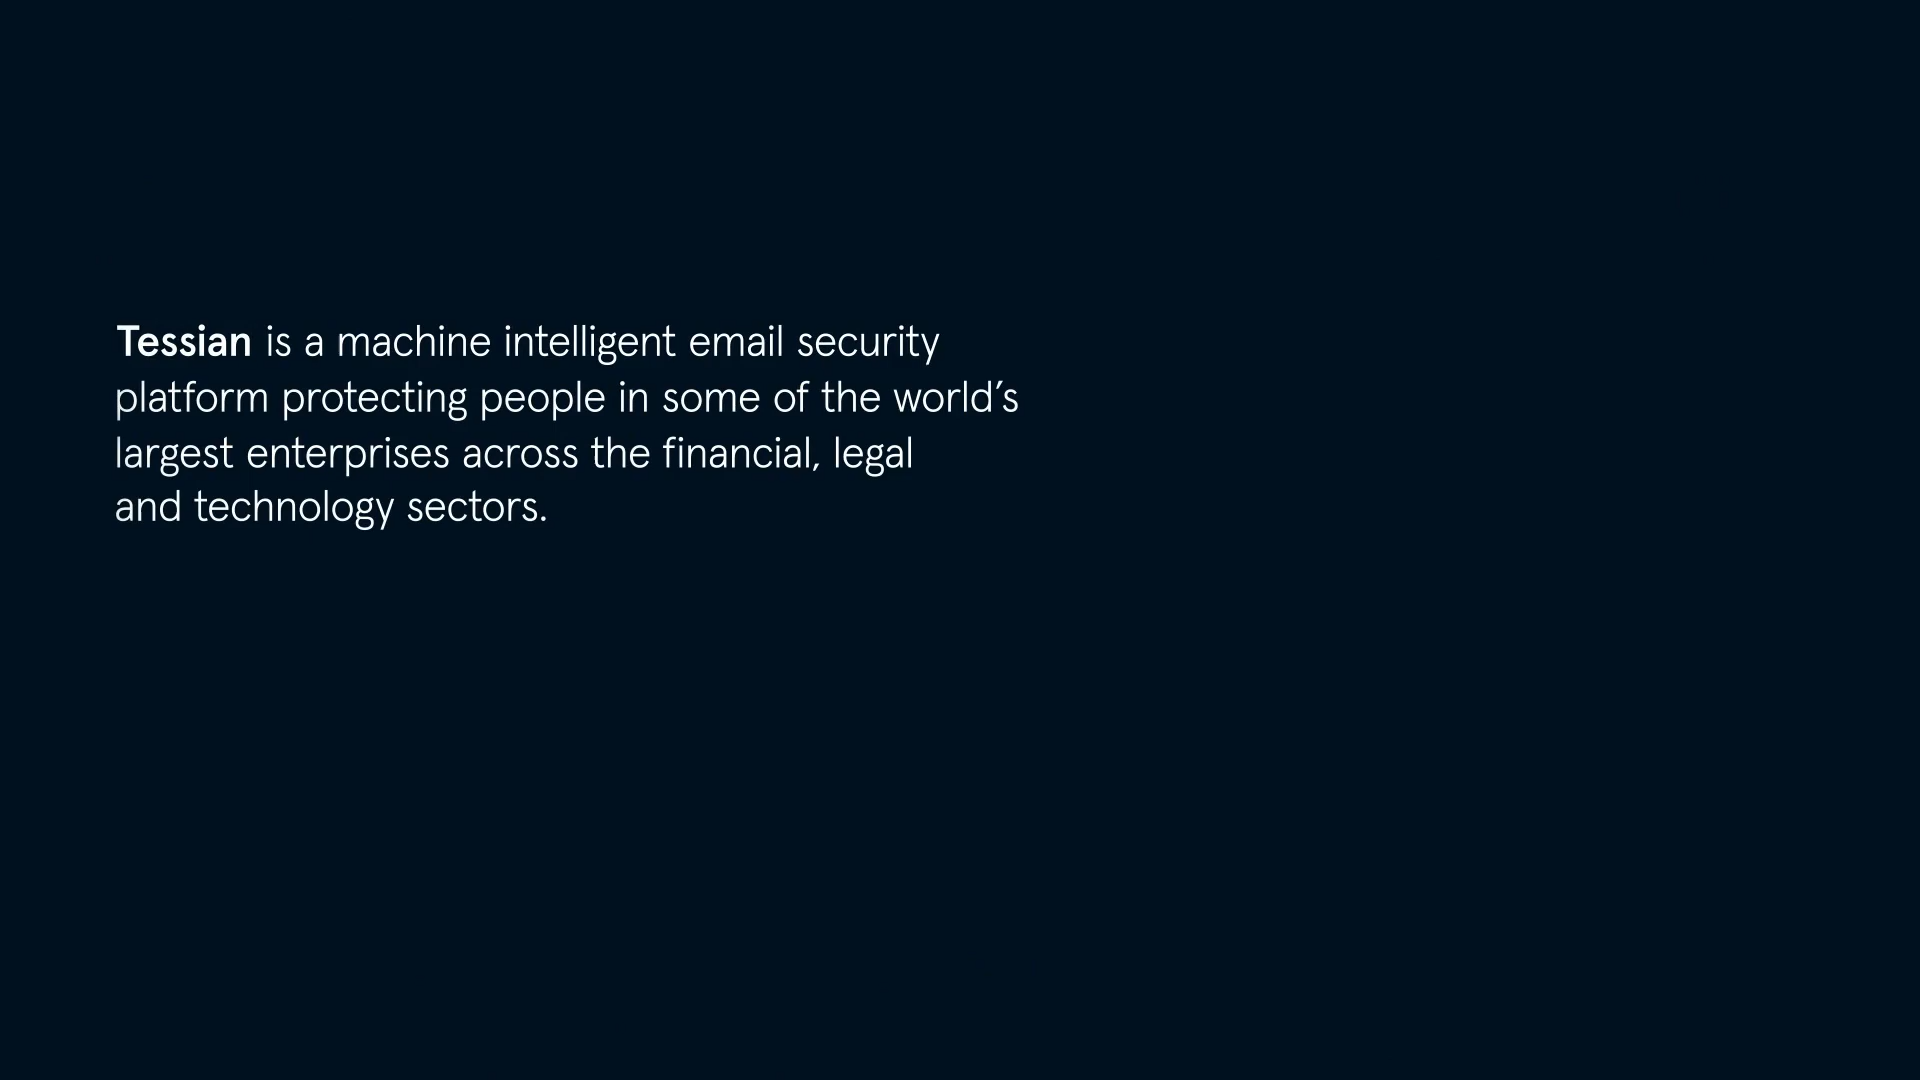 Tessian is a machine intelligent email security
platform protecting people in some of the world’s
largest enterprises across the financial, legal
and technology sectors.